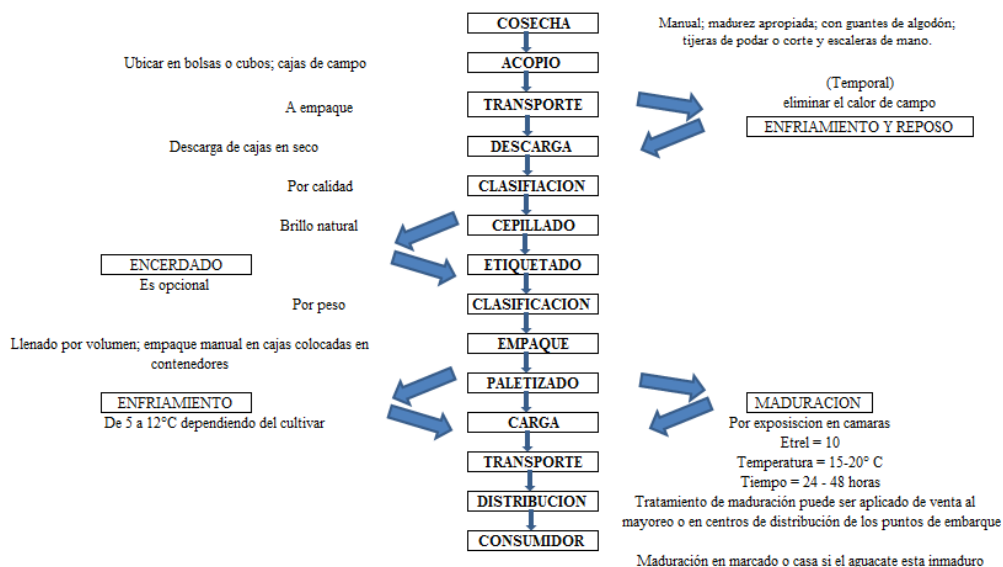 COSECHA
Manual; madurez apropiada; con guantes de algodón;
tijeras de podar o corte y escaleras de mano.
Ubicar en bolsas o cubos; cajas de campo
ACOPIO
(Temporal)
eliminar el calor de campo
A empaque
TRANSPORTE
ENFRIAMIENTO Y REPOSO
Descarga de cajas en seco
DESCARGA
Por calidad
CLASIFIACION
Brillo natural
CEPILLADO
ENCERDADO
Es opcional
ETIQUETADO
Por peso
CLASIFICACION
Llenado por volumen; empaque manual en cajas colocadas en
contenedores
EMPAQUE
PALETIZADO
ENFRIAMIENTO
De 5 a 12°C dependiendo del cultivar
MADURACION
Por exposiscion en camaras
Etrel = 10
Temperatura = 15-20° C
Tiempo = 24 - 48 horas
CARGA
TRANSPORTE
DISTRIBUCION
Tratamiento de maduración puede ser aplicado de venta al
mayoreo o en centros de distribución de los puntos de embarque
CONSUMIDOR
Maduración en marcado o casa si el aguacate esta inmaduro